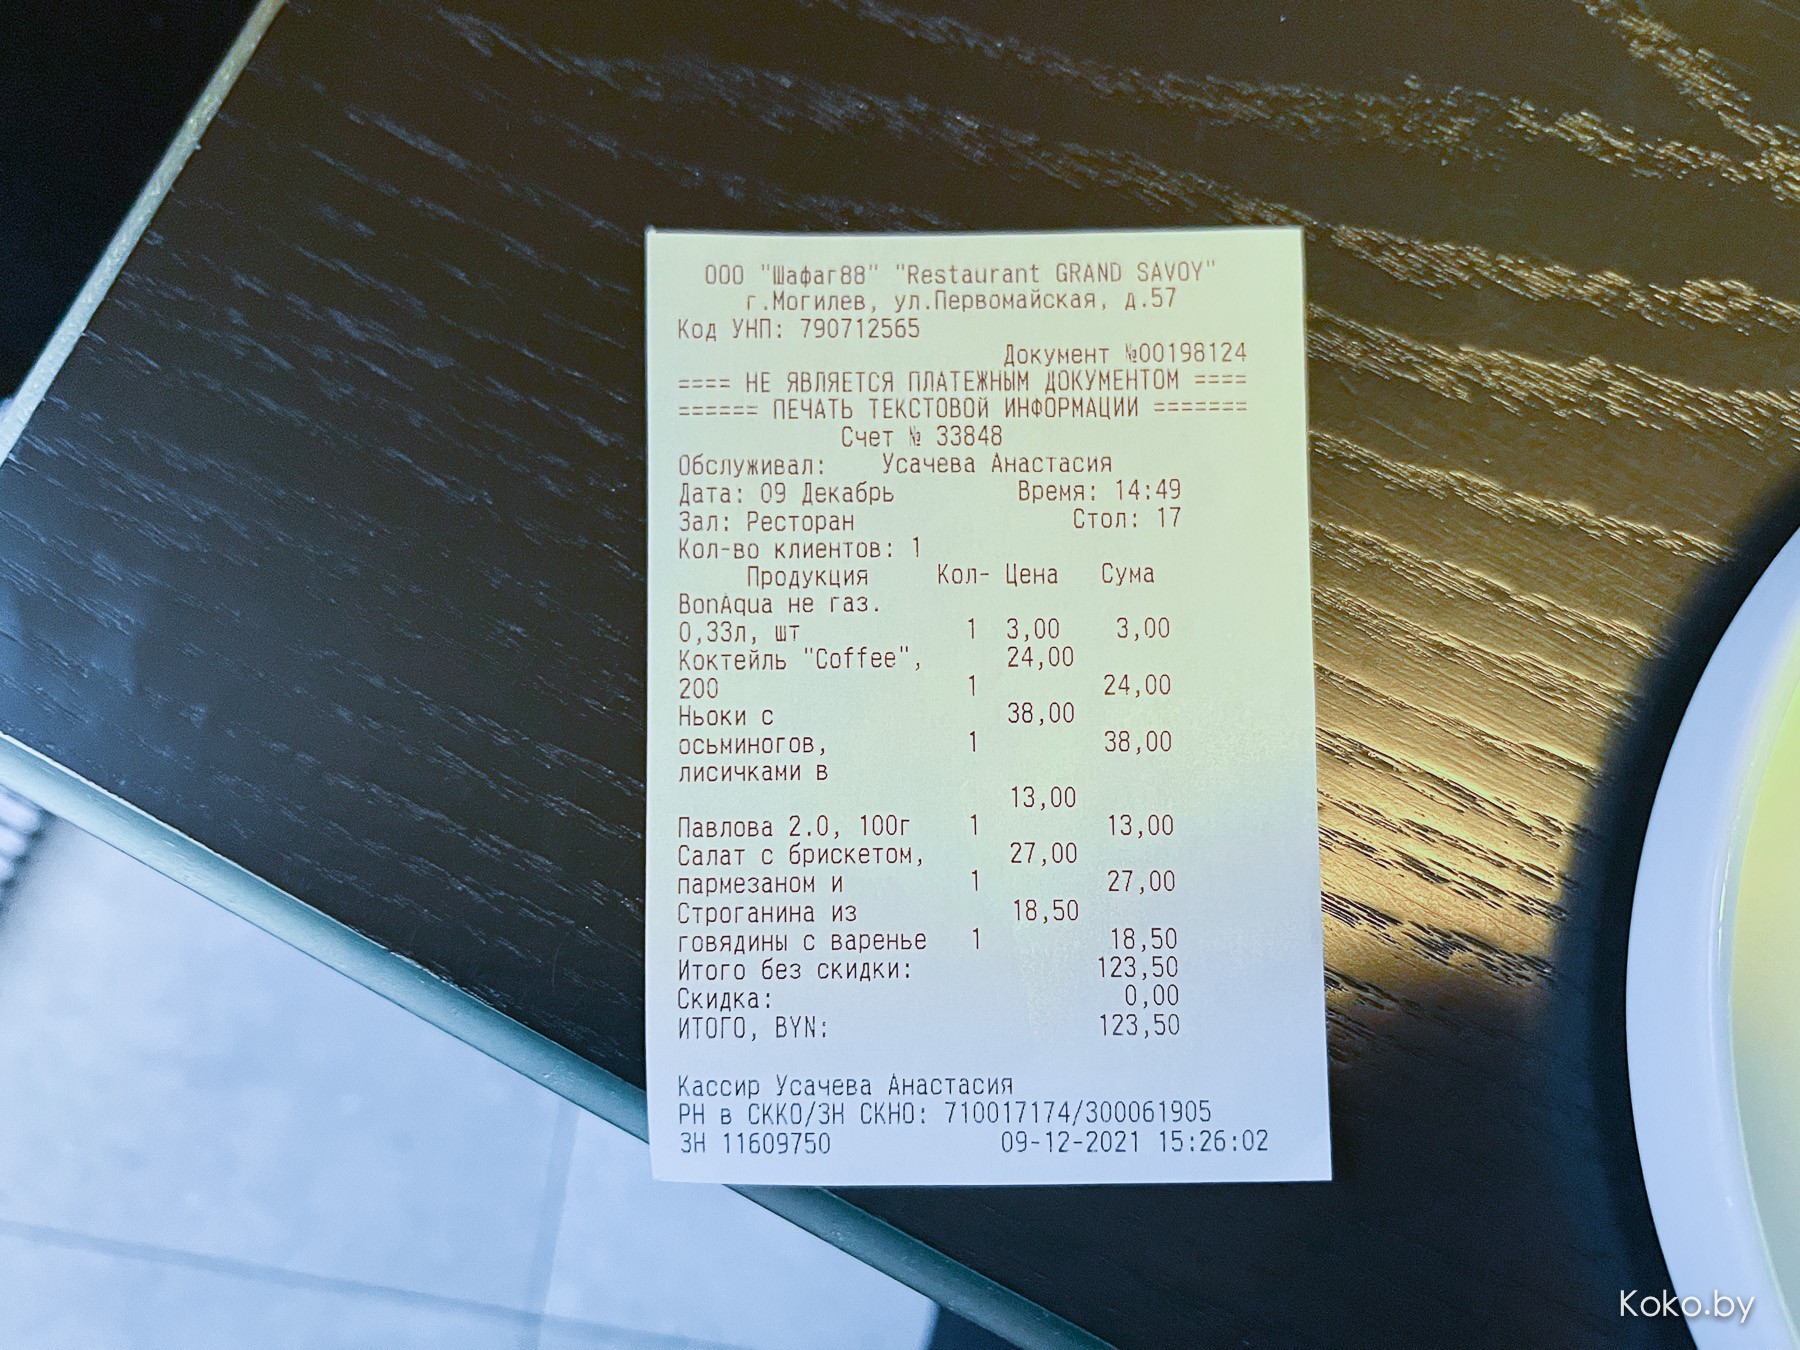 ООО "Шафаг88" "Restaurant GRAND SAVOY"
г.Могилев, ул.Первомайская, д.57
Код УНП: 790712565
Документ №00198124
==== НЕ ЯВЛЯЕТСЯ ПЛАТЕЖНЫМ ДОКУМЕНТОМ ====
====== ПЕЧАТЬ ТЕКСТОВОЙ ИНФОРМАЦИИ =======
Счет № 33848
Обслуживал: Усачева Анастасия
Дата: 09 Декабрь Время: 14:49
Зал: Ресторан Стол: 17
Кол-во клиентов: 1
Продукция Кол- Цена Сума
BonAqua не газ.
0,33л, шт 1 3,00 3,00
Коктейль "Coffee", 24,00
200 1 24,00
Ньоки с 38,00
осьминогов, 1 38,00
лисичками в
13,00
Павлова 2.0, 100г 1 13,00
Салат с брискетом, 27,00
пармезаном и 1 27,00
Строганина из 18,50
говядины с варенье 1 18,50
Итого без скидки: 123,50
Скидка: 0,00
ИТОГО, BYN: 123,50
Кассир Усачева Анастасия
РН в СККО/ЗН СКНО: 710017174/300061905
ЗН 11609750 09-12-2021 15:26:02
Koko.by